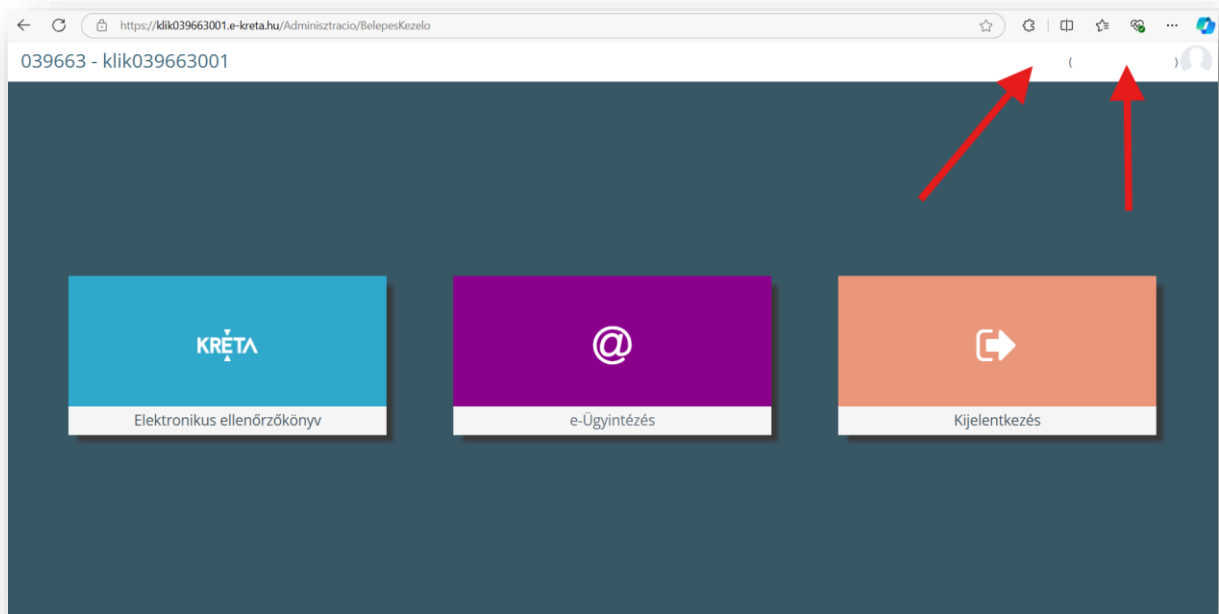 https://klik039663001.e-kreta.hu/Adminisztracio/BelepesKezelo
039663 - klik039663001
( )
KRÉTA
@
Elektronikus ellenőrzőkönyv
e-Ügyintézés
Kijelentkezés